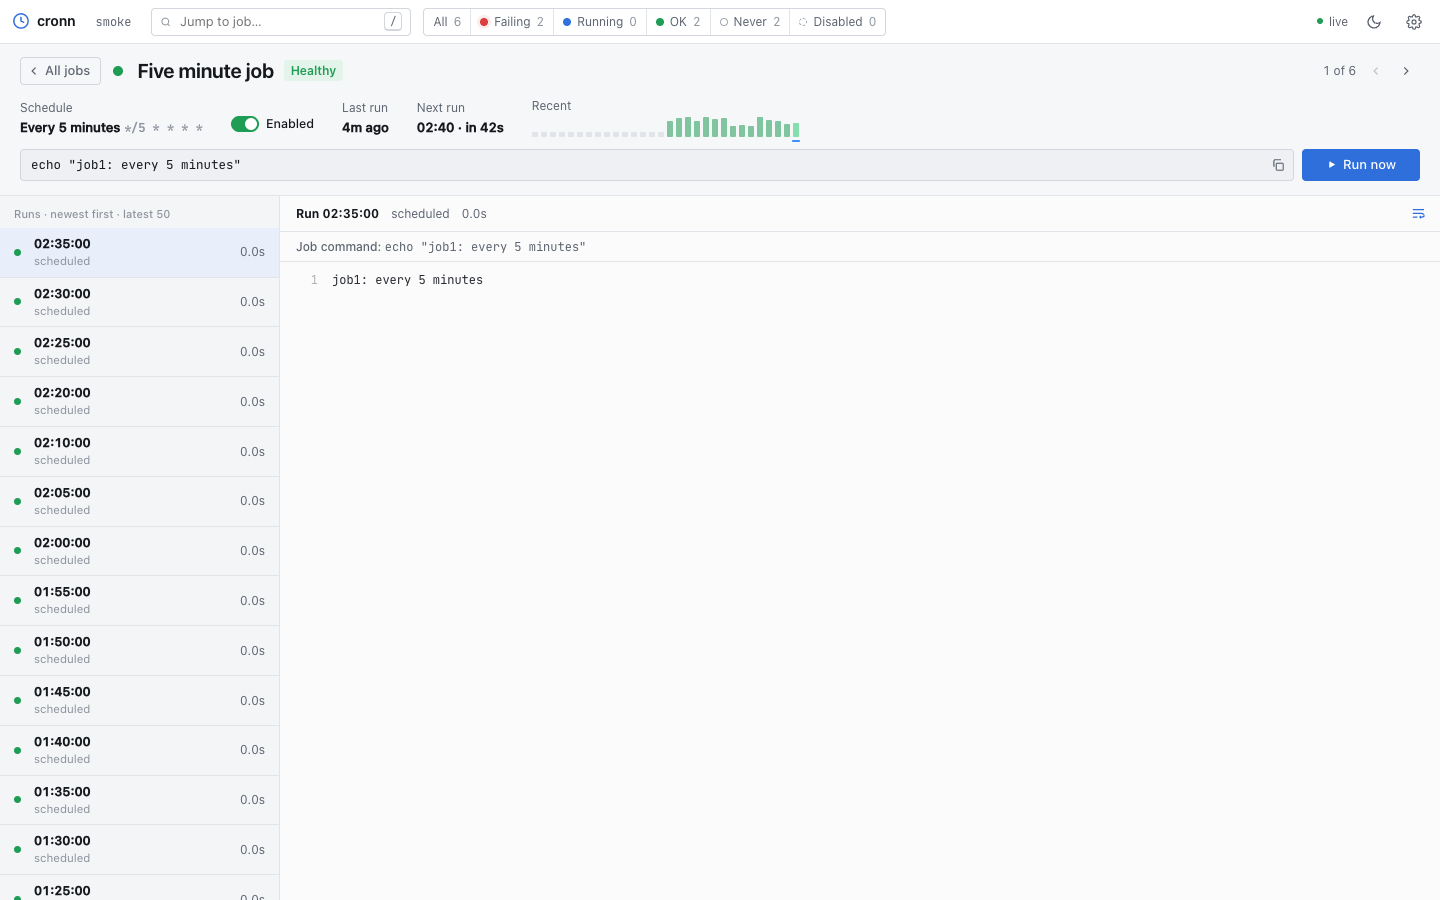 cronn smoke Jump to job... / All 6 Failing 2 Running 0 OK 2 Never 2 Disabled 0 live
All jobs Five minute job Healthy 1 of 6
Schedule Last run Next run Recent
Every 5 minutes */5 * * * * Enabled 4m ago 02:40 · in 42s
echo "job1: every 5 minutes" Run now
Runs · newest first · latest 50
02:35:00
scheduled 0.0s
02:30:00
scheduled 0.0s
02:25:00
scheduled 0.0s
02:20:00
scheduled 0.0s
02:10:00
scheduled 0.0s
02:05:00
scheduled 0.0s
02:00:00
scheduled 0.0s
01:55:00
scheduled 0.0s
01:50:00
scheduled 0.0s
01:45:00
scheduled 0.0s
01:40:00
scheduled 0.0s
01:35:00
scheduled 0.0s
01:30:00
scheduled 0.0s
01:25:00
0.0s
Run 02:35:00 scheduled 0.0s
Job command: echo "job1: every 5 minutes"
1 job1: every 5 minutes